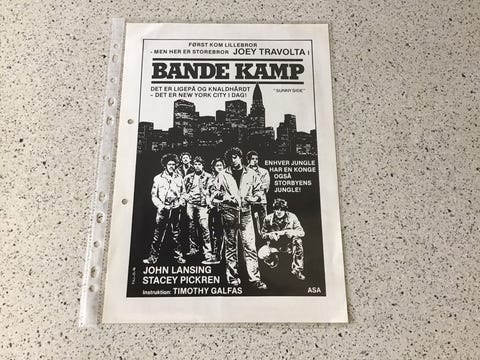 FØRST KOM LILLEBROR
- MEN HER ER STOREBROR JOEY TRAVOLTA I
BANDE KAMP
DET ER LIGEPÅ OG KNALDHÅRDT
- DET ER NEW YORK CITY I DAG!
"SUNNYSIDE"
ENHVER JUNGLE
HAR EN KONGE
OGSÅ
STORBYENS
JUNGLE!
JOHN LANSING
STACEY PICKREN
Instruktion: TIMOTHY GALFAS
ASA